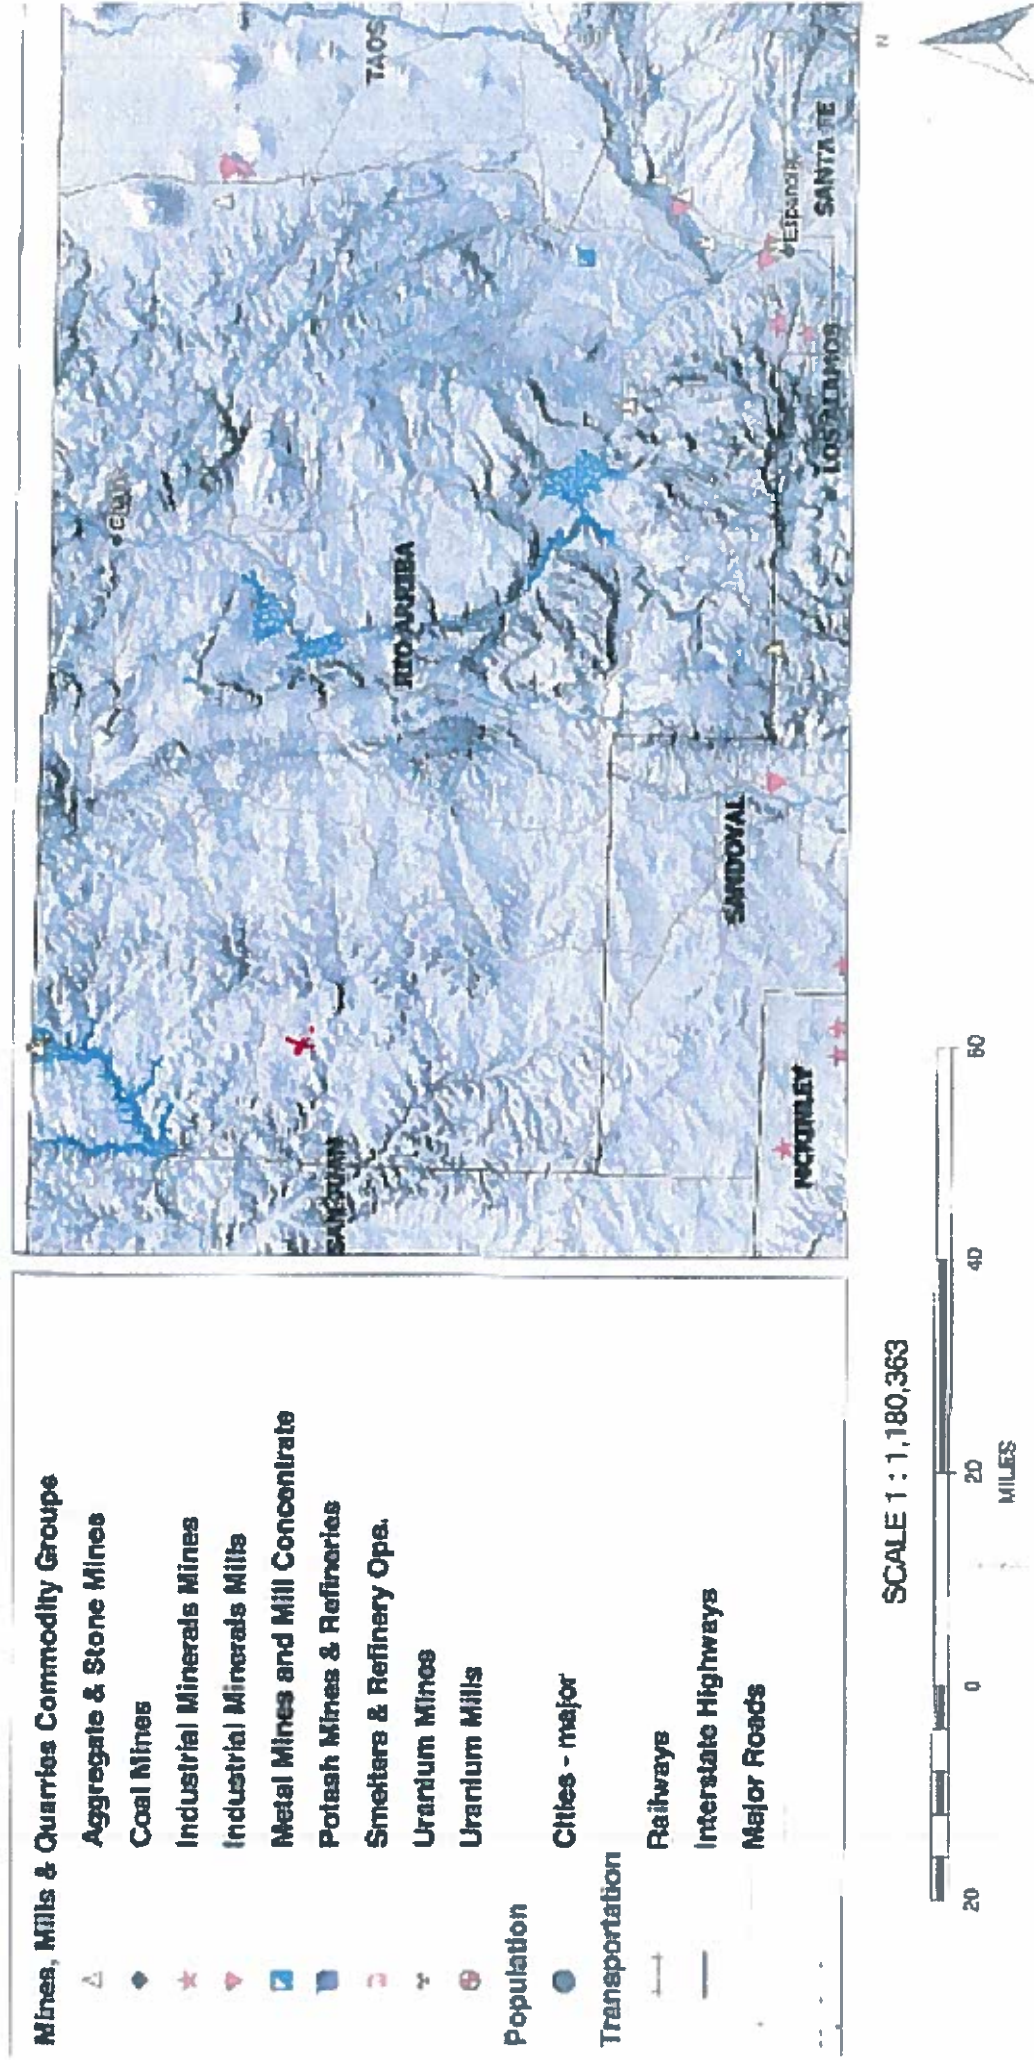 Mines, Mills & Quarries Commodity Groups
Aggregate & Stone Mines
Coal Mines
Industrial Minerals Mines
Industrial Minerals Mills
Metal Mines and Mill Concentrate
Potash Mines & Refineries
Smelters & Refinery Ops.
Uranium Mines
Uranium Mills
Population
Cities - major
Transportation
Railways
Interstate Highways
Major Roads
SAN JUAN
RIO ARRIBA
TAOS
SANDOVAL
MCKINLEY
LOS ALAMOS
Espanola
SANTA FE
SCALE 1 : 1,180,363
20
0
20
40
60
MILES
N